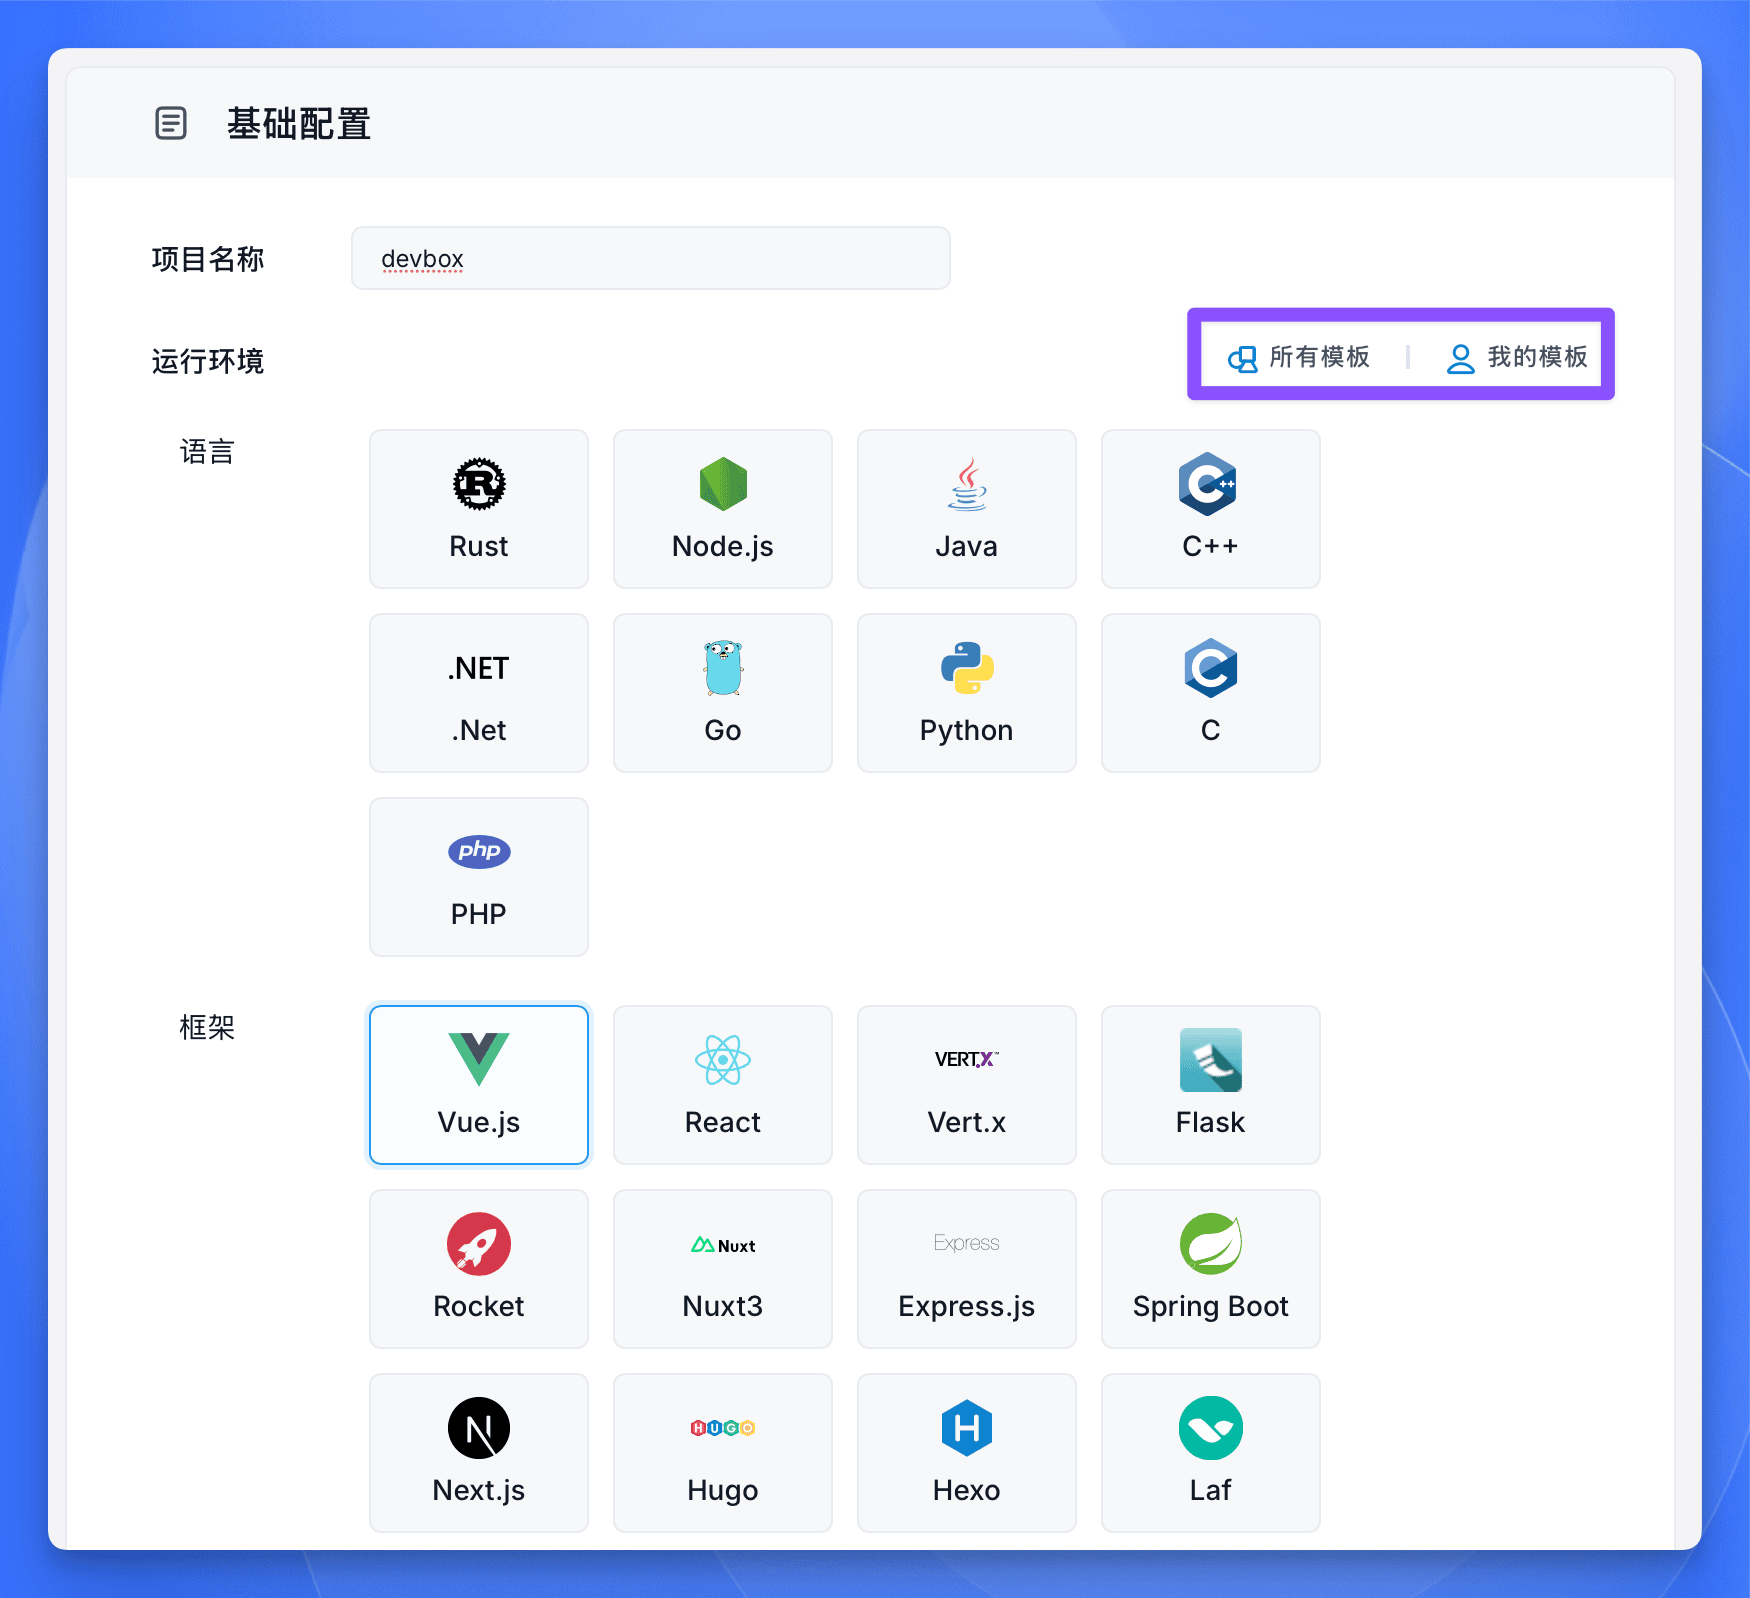 基础配置
项目名称
devbox
运行环境
所有模板 我的模板
语言
R
Rust
Node.js
Java
C++
C++
.NET
.Net
Go
Python
C
C
php
PHP
框架
Vue.js
React
VERT.X™
Vert.x
Flask
Rocket
Nuxt
Nuxt3
Express
Express.js
Spring Boot
N
Next.js
HUGO
Hugo
H
Hexo
Laf